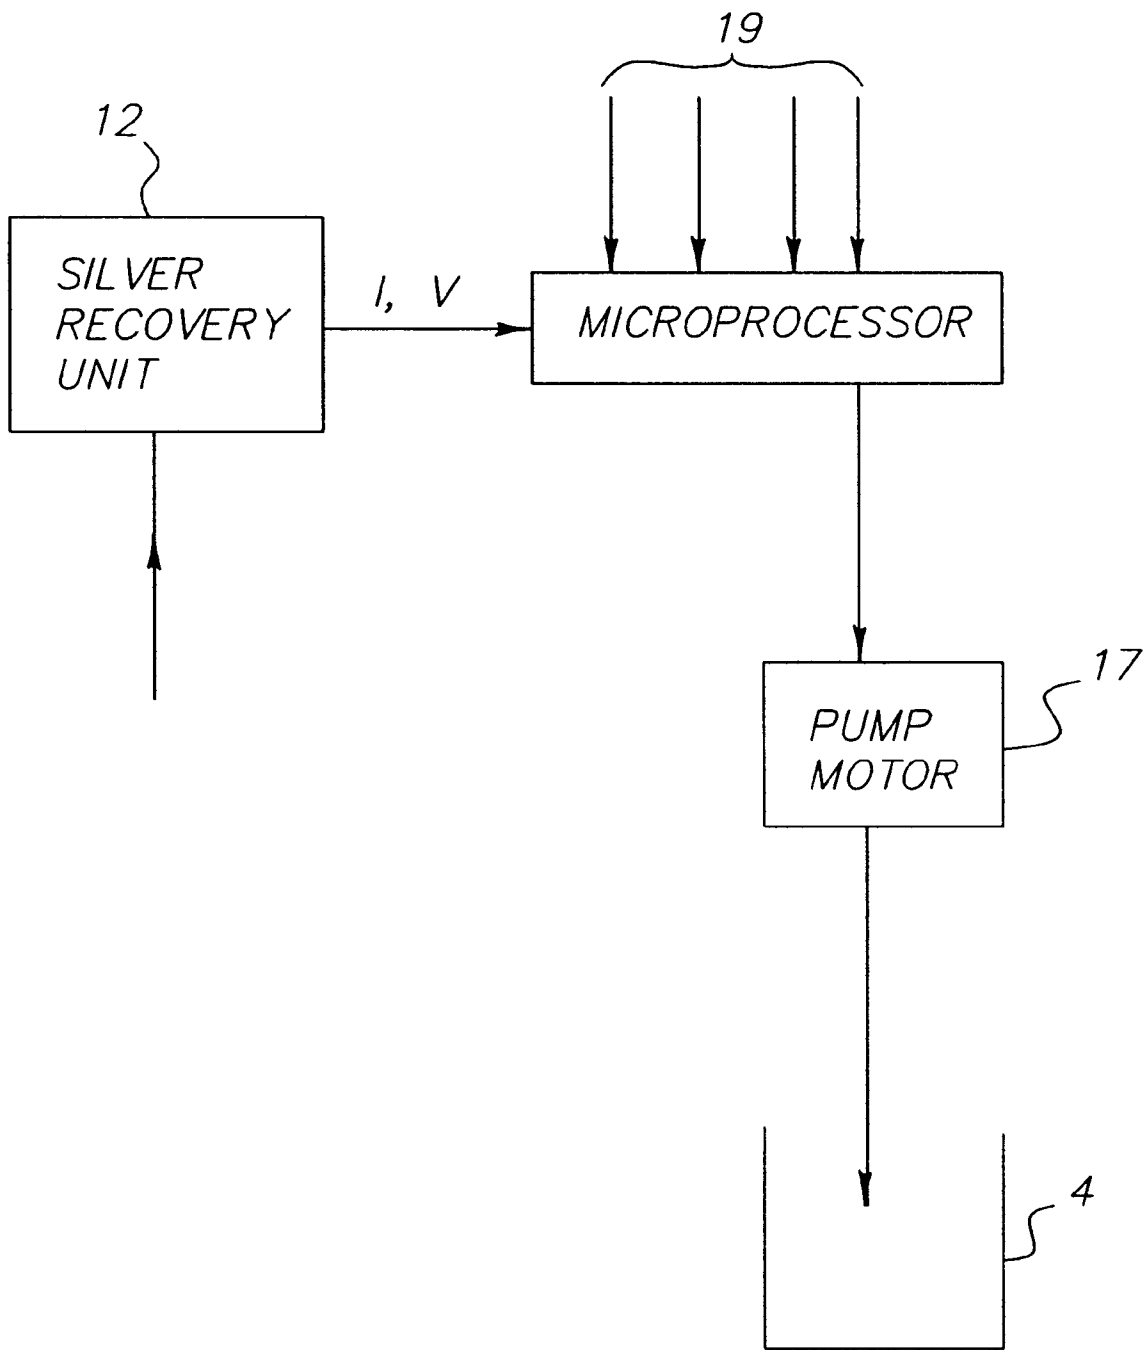 19
12
SILVER
RECOVERY
UNIT
I, V
MICROPROCESSOR
17
PUMP
MOTOR
4